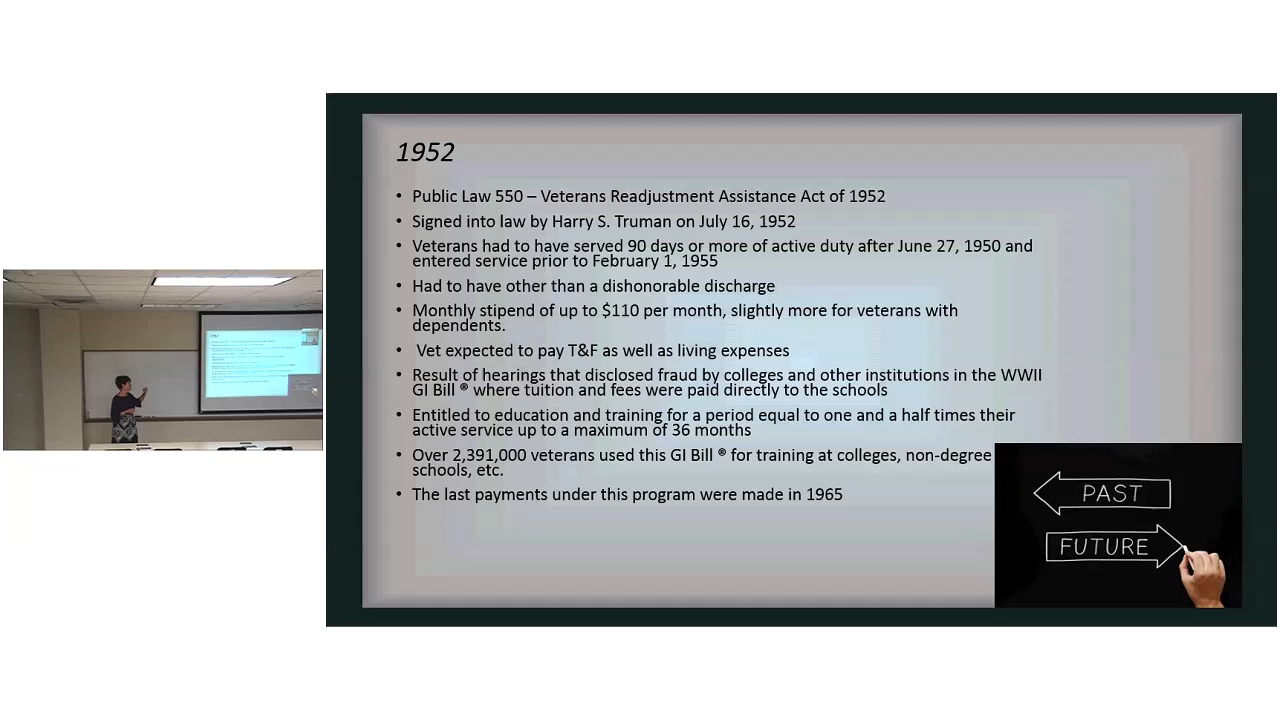 1952
• Public Law 550 – Veterans Readjustment Assistance Act of 1952
• Signed into law by Harry S. Truman on July 16, 1952
• Veterans had to have served 90 days or more of active duty after June 27, 1950 and
entered service prior to February 1, 1955
• Had to have other than a dishonorable discharge
• Monthly stipend of up to $110 per month, slightly more for veterans with
dependents.
• Vet expected to pay T&F as well as living expenses
• Result of hearings that disclosed fraud by colleges and other institutions in the WWII
GI Bill ® where tuition and fees were paid directly to the schools
• Entitled to education and training for a period equal to one and a half times their
active service up to a maximum of 36 months
• Over 2,391,000 veterans used this GI Bill ® for training at colleges, non-degree
schools, etc.
• The last payments under this program were made in 1965
PAST
FUTURE